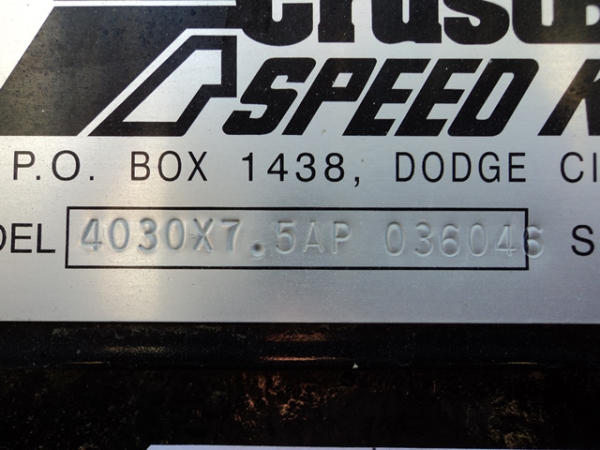 SPEED
P.O. BOX 1438, DODGE
4030X7.5AP 036046